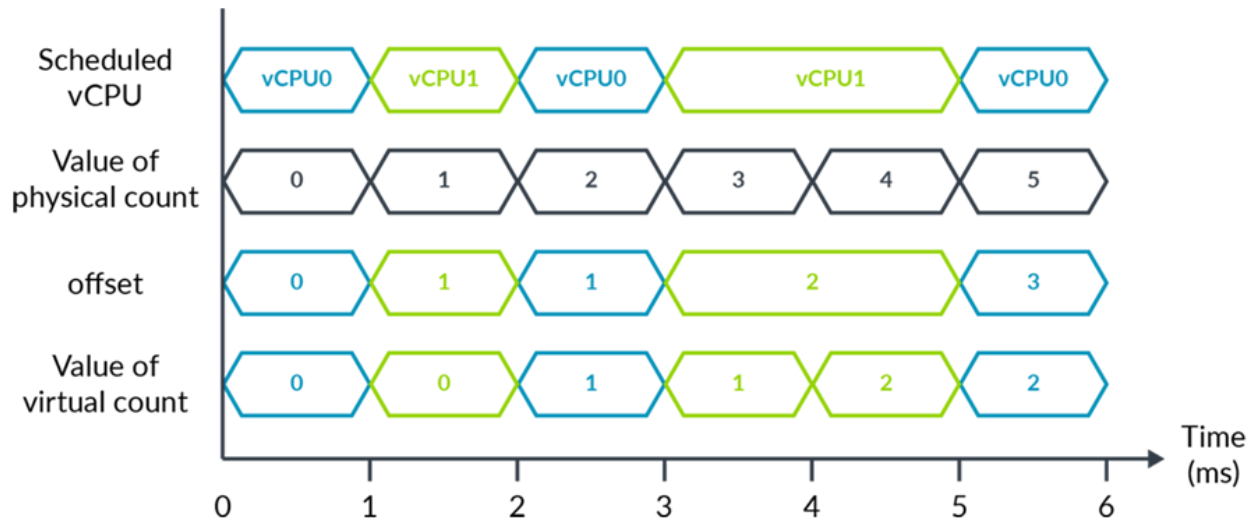 Scheduled
vCPU
vCPU0 vCPU1 vCPU0 vCPU1 vCPU0
Value of
physical count
0 1 2 3 4 5
offset
0 1 1 2 3
Value of
virtual count
0 0 1 1 2 2
Time
(ms)
0 1 2 3 4 5 6